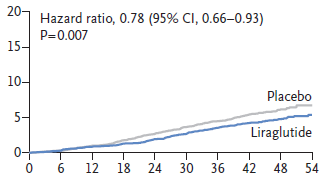 20
Hazard ratio, 0.78 (95% CI, 0.66–0.93)
P=0.007
15
10
Placebo
5
Liraglutide
0
0 6 12 18 24 30 36 42 48 54